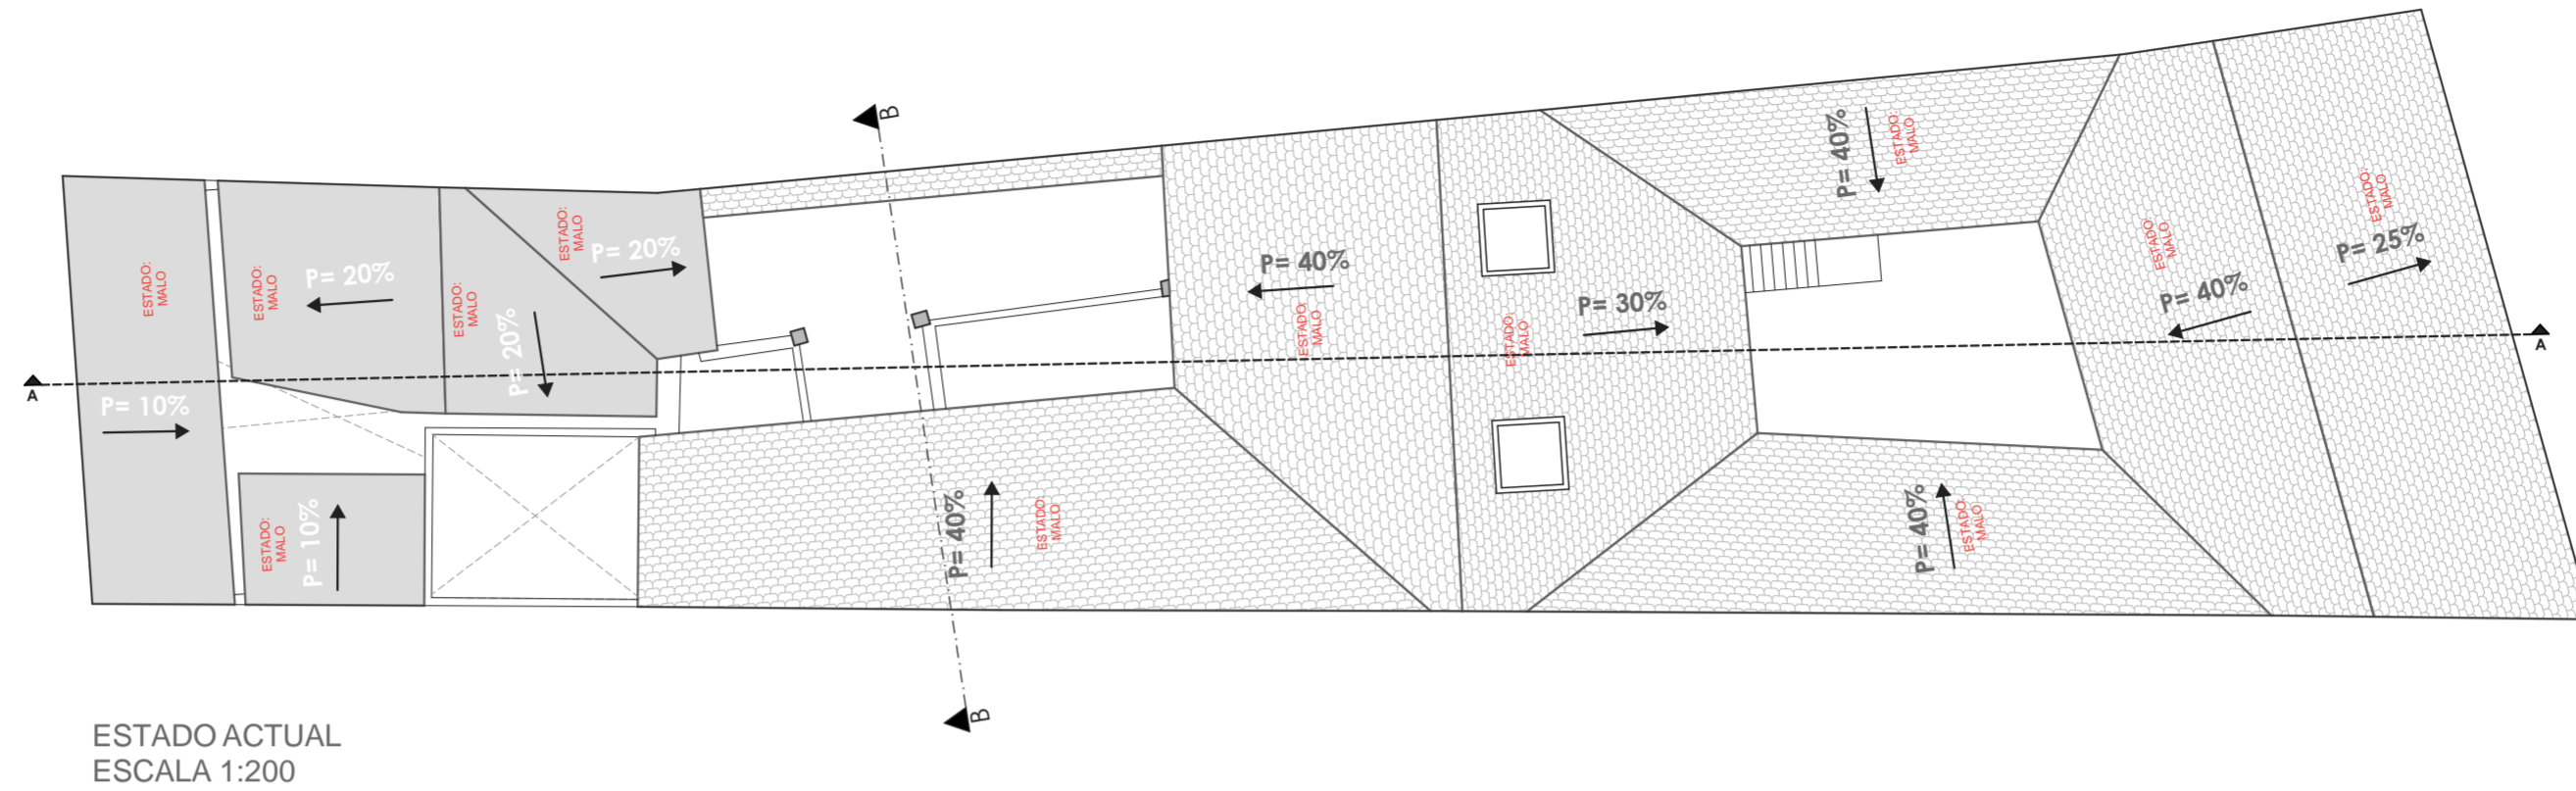 B
ESTADO:
MALO
P= 40%
ESTADO:
MALO
P= 25%
ESTADO:
MALO
P= 20%
ESTADO:
MALO
P= 20%
ESTADO:
MALO
P= 20%
ESTADO:
MALO
P= 40%
ESTADO:
MALO
P= 30%
ESTADO:
MALO
P= 40%
ESTADO:
MALO
A
A
P= 10%
ESTADO:
MALO
ESTADO:
MALO
P= 10%
P= 40%
ESTADO:
MALO
P= 40%
ESTADO:
MALO
B
ESTADO ACTUAL
ESCALA 1:200